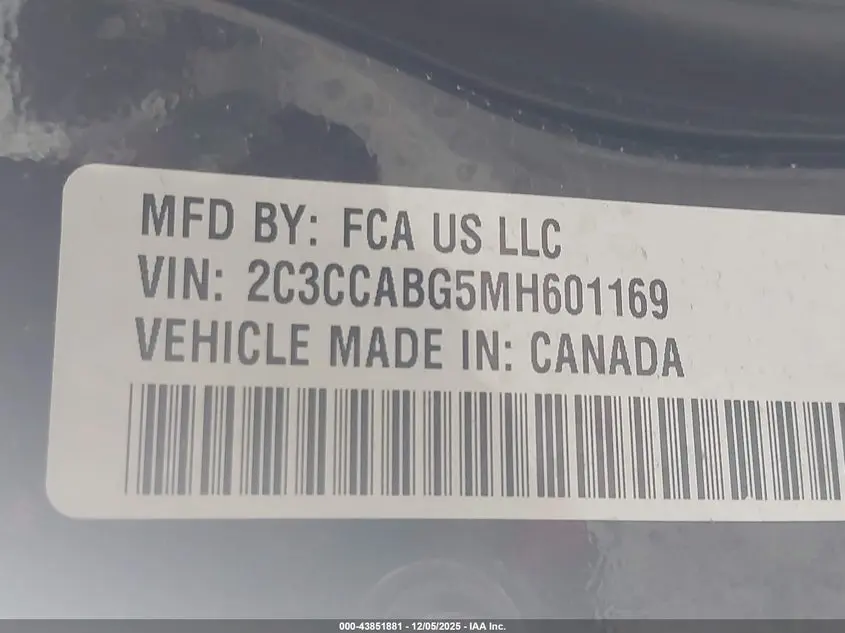 MFD BY: FCA US LLC
VIN: 2C3CCABG5MH601169
VEHICLE MADE IN: CANADA
000-43851881 - 12/05/2025 - IAA Inc.